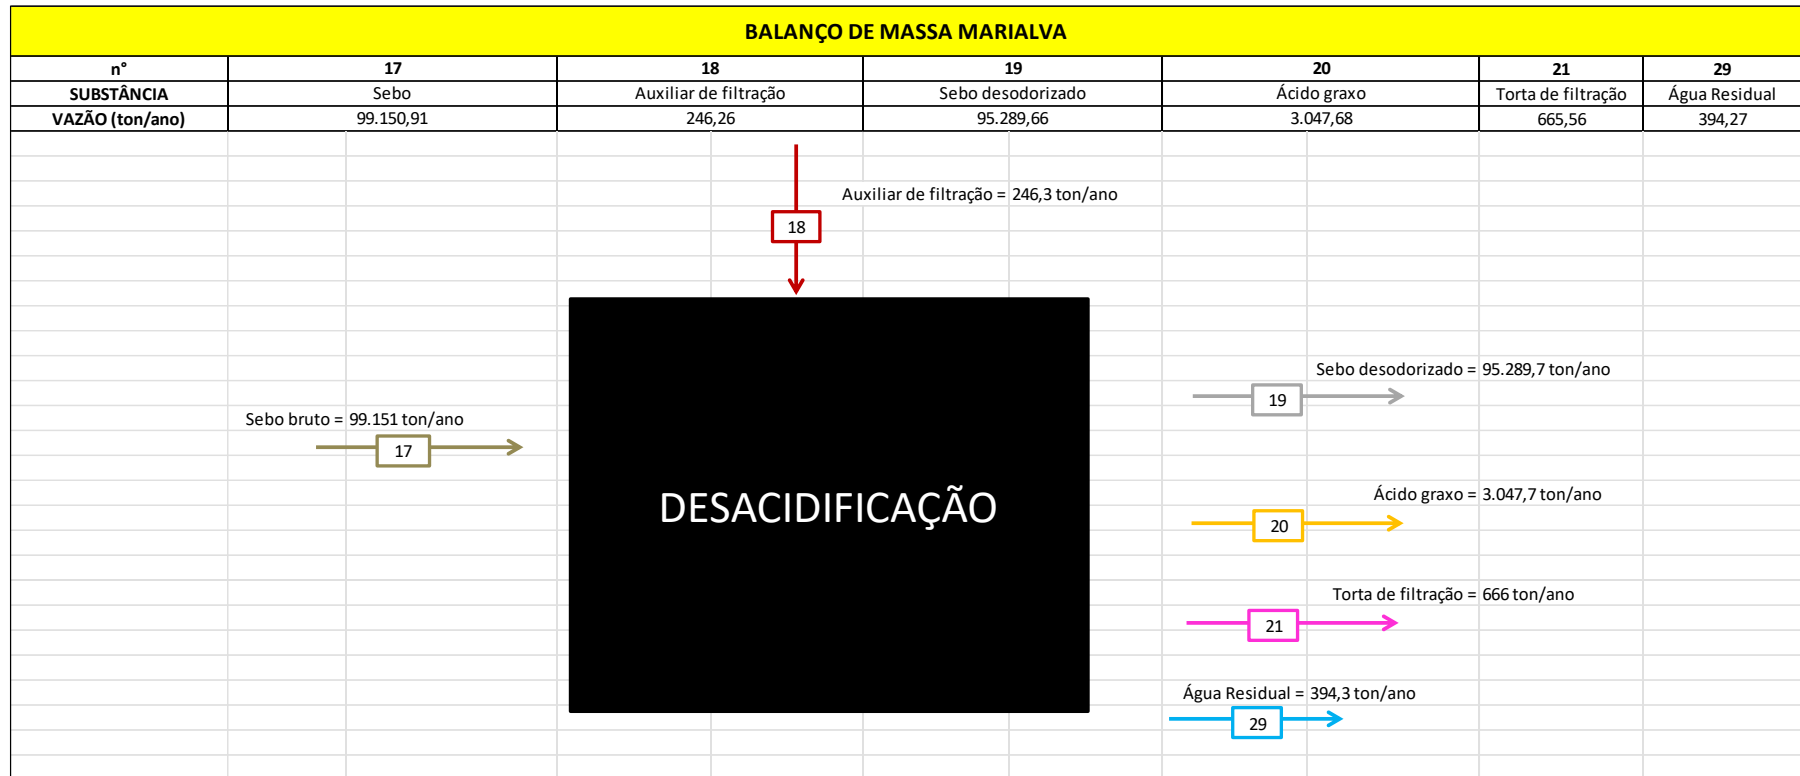 BALANÇO DE MASSA MARIALVA
n° 17 18 19 20 21 29
SUBSTÂNCIA Sebo Auxiliar de filtração Sebo desodorizado Ácido graxo Torta de filtração Água Residual
VAZÃO (ton/ano) 99.150,91 246,26 95.289,66 3.047,68 665,56 394,27
Auxiliar de filtração = 246,3 ton/ano
18
Sebo desodorizado = 95.289,7 ton/ano
19
Sebo bruto = 99.151 ton/ano
17
DESACIDIFICAÇÃO
Ácido graxo = 3.047,7 ton/ano
20
Torta de filtração = 666 ton/ano
21
Água Residual = 394,3 ton/ano
29